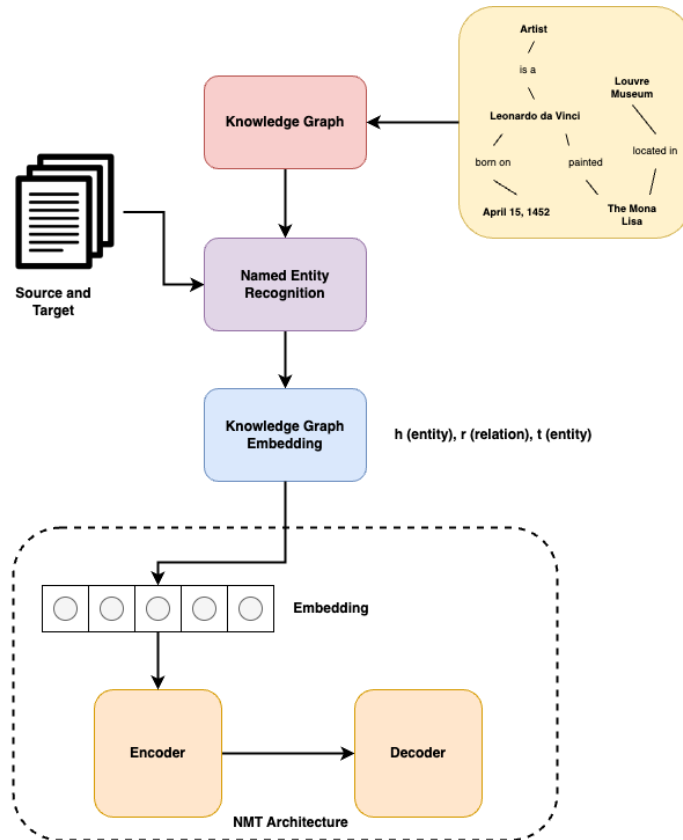 Artist
is a
Louvre
Museum
Knowledge Graph
Leonardo da Vinci
born on
painted
located in
April 15, 1452
The Mona
Lisa
Source and
Target
Named Entity
Recognition
Knowledge Graph
Embedding
h (entity), r (relation), t (entity)
Embedding
Encoder
Decoder
NMT Architecture